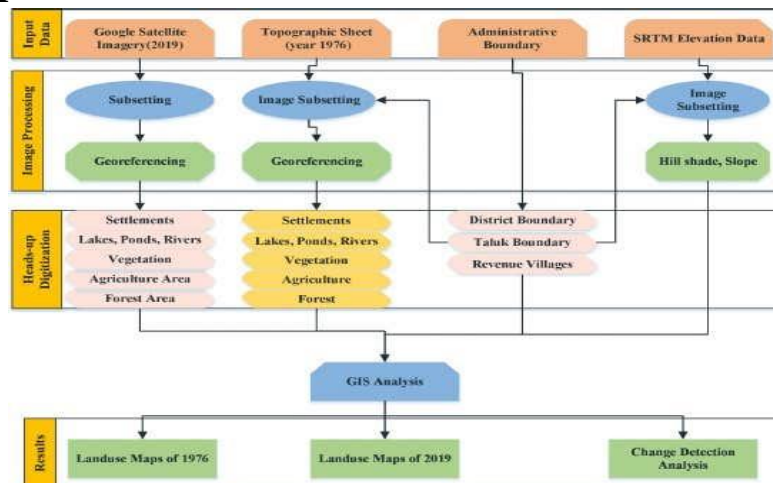 Input
Data
Google Satellite
Imagery(2019)
Topographic Sheet
(year 1976)
Administrative
Boundary
SRTM Elevation Data
Image Processing
Subsetting
Image Subsetting
Image
Subsetting
Georeferencing
Georeferencing
Hill shade, Slope
Heads-up
Digitization
Settlements
Lakes, Ponds, Rivers
Vegetation
Agriculture Area
Forest Area
Settlements
Lakes, Ponds, Rivers
Vegetation
Agriculture
Forest
District Boundary
Taluk Boundary
Revenue Villages
GIS Analysis
Results
Landuse Maps of 1976
Landuse Maps of 2019
Change Detection
Analysis